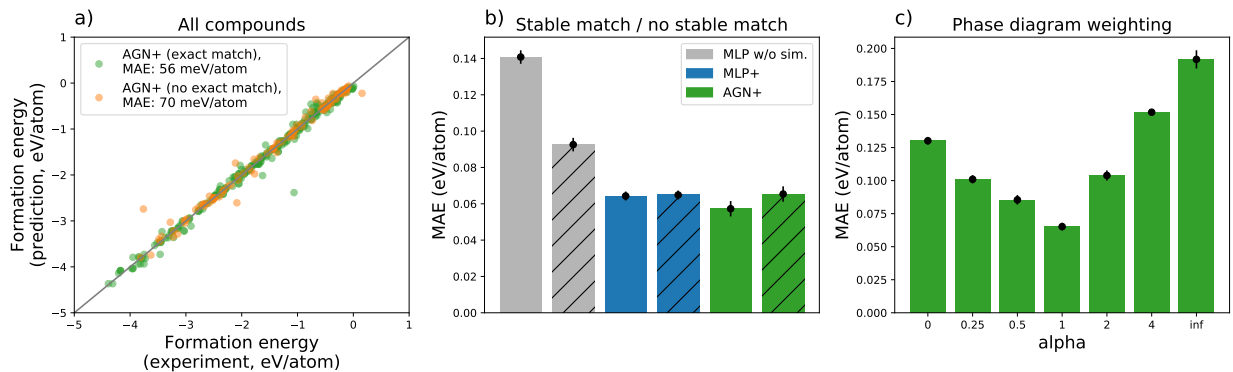 a)
All compounds
AGN+ (exact match),
MAE: 56 meV/atom
AGN+ (no exact match),
MAE: 70 meV/atom
Formation energy
(prediction, eV/atom)
1
0
−1
−2
−3
−4
−5
−5
−4
−3
−2
−1
0
1
Formation energy
(experiment, eV/atom)
b)
Stable match / no stable match
MLP w/o sim.
MLP+
AGN+
MAE (eV/atom)
0.14
0.12
0.10
0.08
0.06
0.04
0.02
0.00
c)
Phase diagram weighting
MAE (eV/atom)
0.200
0.175
0.150
0.125
0.100
0.075
0.050
0.025
0.000
0
0.25
0.5
1
2
4
inf
alpha